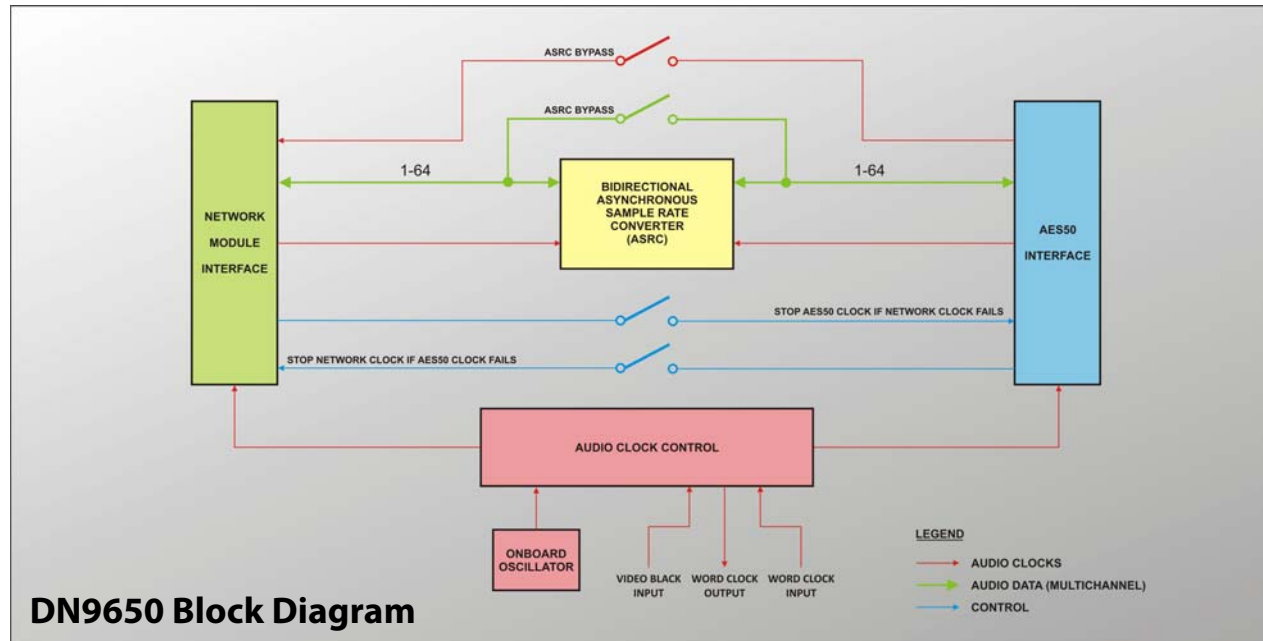 ASRC BYPASS
ASRC BYPASS
1-64
1-64
BIDIRECTIONAL
ASYNCHRONOUS
SAMPLE RATE
CONVERTER
(ASRC)
NETWORK
MODULE
INTERFACE
AES50
INTERFACE
STOP AES50 CLOCK IF NETWORK CLOCK FAILS
STOP NETWORK CLOCK IF AES50 CLOCK FAILS
AUDIO CLOCK CONTROL
ONBOARD
OSCILLATOR
VIDEO BLACK
INPUT
WORD CLOCK
OUTPUT
WORD CLOCK
INPUT
LEGEND
AUDIO CLOCKS
AUDIO DATA (MULTICHANNEL)
CONTROL
DN9650 Block Diagram